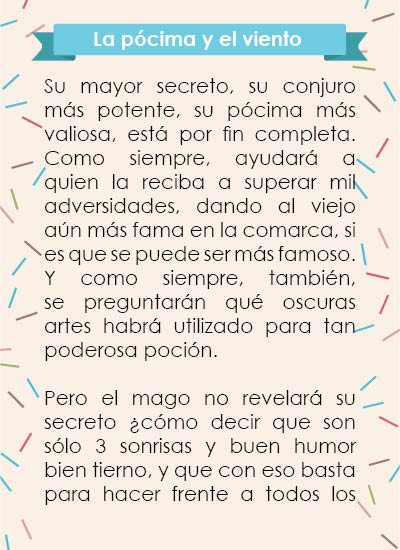 La pócima y el viento
Su mayor secreto, su conjuro
más potente, su pócima más
valiosa, está por fin completa.
Como siempre, ayudará a
quien la reciba a superar mil
adversidades, dando al viejo
aún más fama en la comarca, si
es que se puede ser más famoso.
Y como siempre, también,
se preguntarán qué oscuras
artes habrá utilizado para tan
poderosa poción.
Pero el mago no revelará su
secreto ¿cómo decir que son
sólo 3 sonrisas y buen humor
bien tierno, y que con eso basta
para hacer frente a todos los